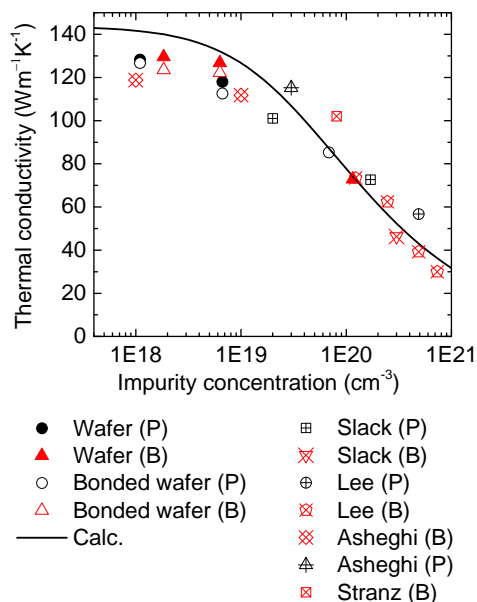 140
120
100
80
60
40
20
0
Thermal conductivity (Wm⁻¹K⁻¹)
1E18 1E19 1E20 1E21
Impurity concentration (cm⁻³)
Wafer (P)
Wafer (B)
Bonded wafer (P)
Bonded wafer (B)
Calc.
Slack (P)
Slack (B)
Lee (P)
Lee (B)
Asheghi (B)
Asheghi (P)
Stranz (B)